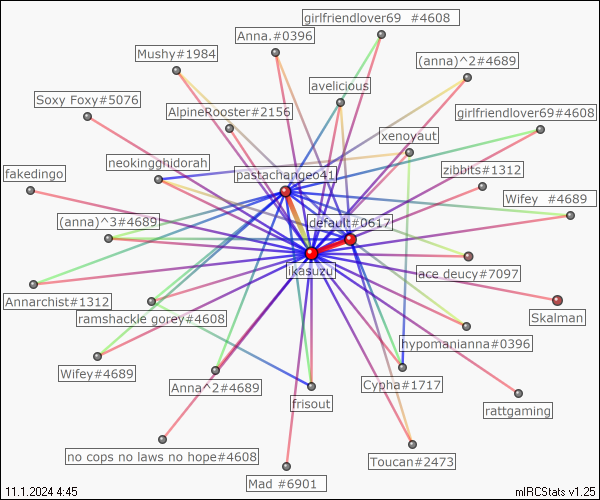 girlfriendlover69   #4608
Anna.#0396
Mushy#1984
(anna)^2#4689
avelicious
Soxy Foxy#5076
AlpineRooster#2156
girlfriendlover69#4608
xenoyaut
neokingghidorah
zibbits#1312
fakedingo
pastachangeo41
Wifey   #4689
(anna)^3#4689
default#0617
ikasuzu
ace deucy#7097
Annarchist#1312
ramshackle gorey#4608
Skalman
hypomanianna#0396
Wifey#4689
Anna^2#4689
Cypha#1717
frisout
rattgaming
no cops no laws no hope#4608
Toucan#2473
Mad #6901
11.1.2024 4:45
mIRCStats v1.25